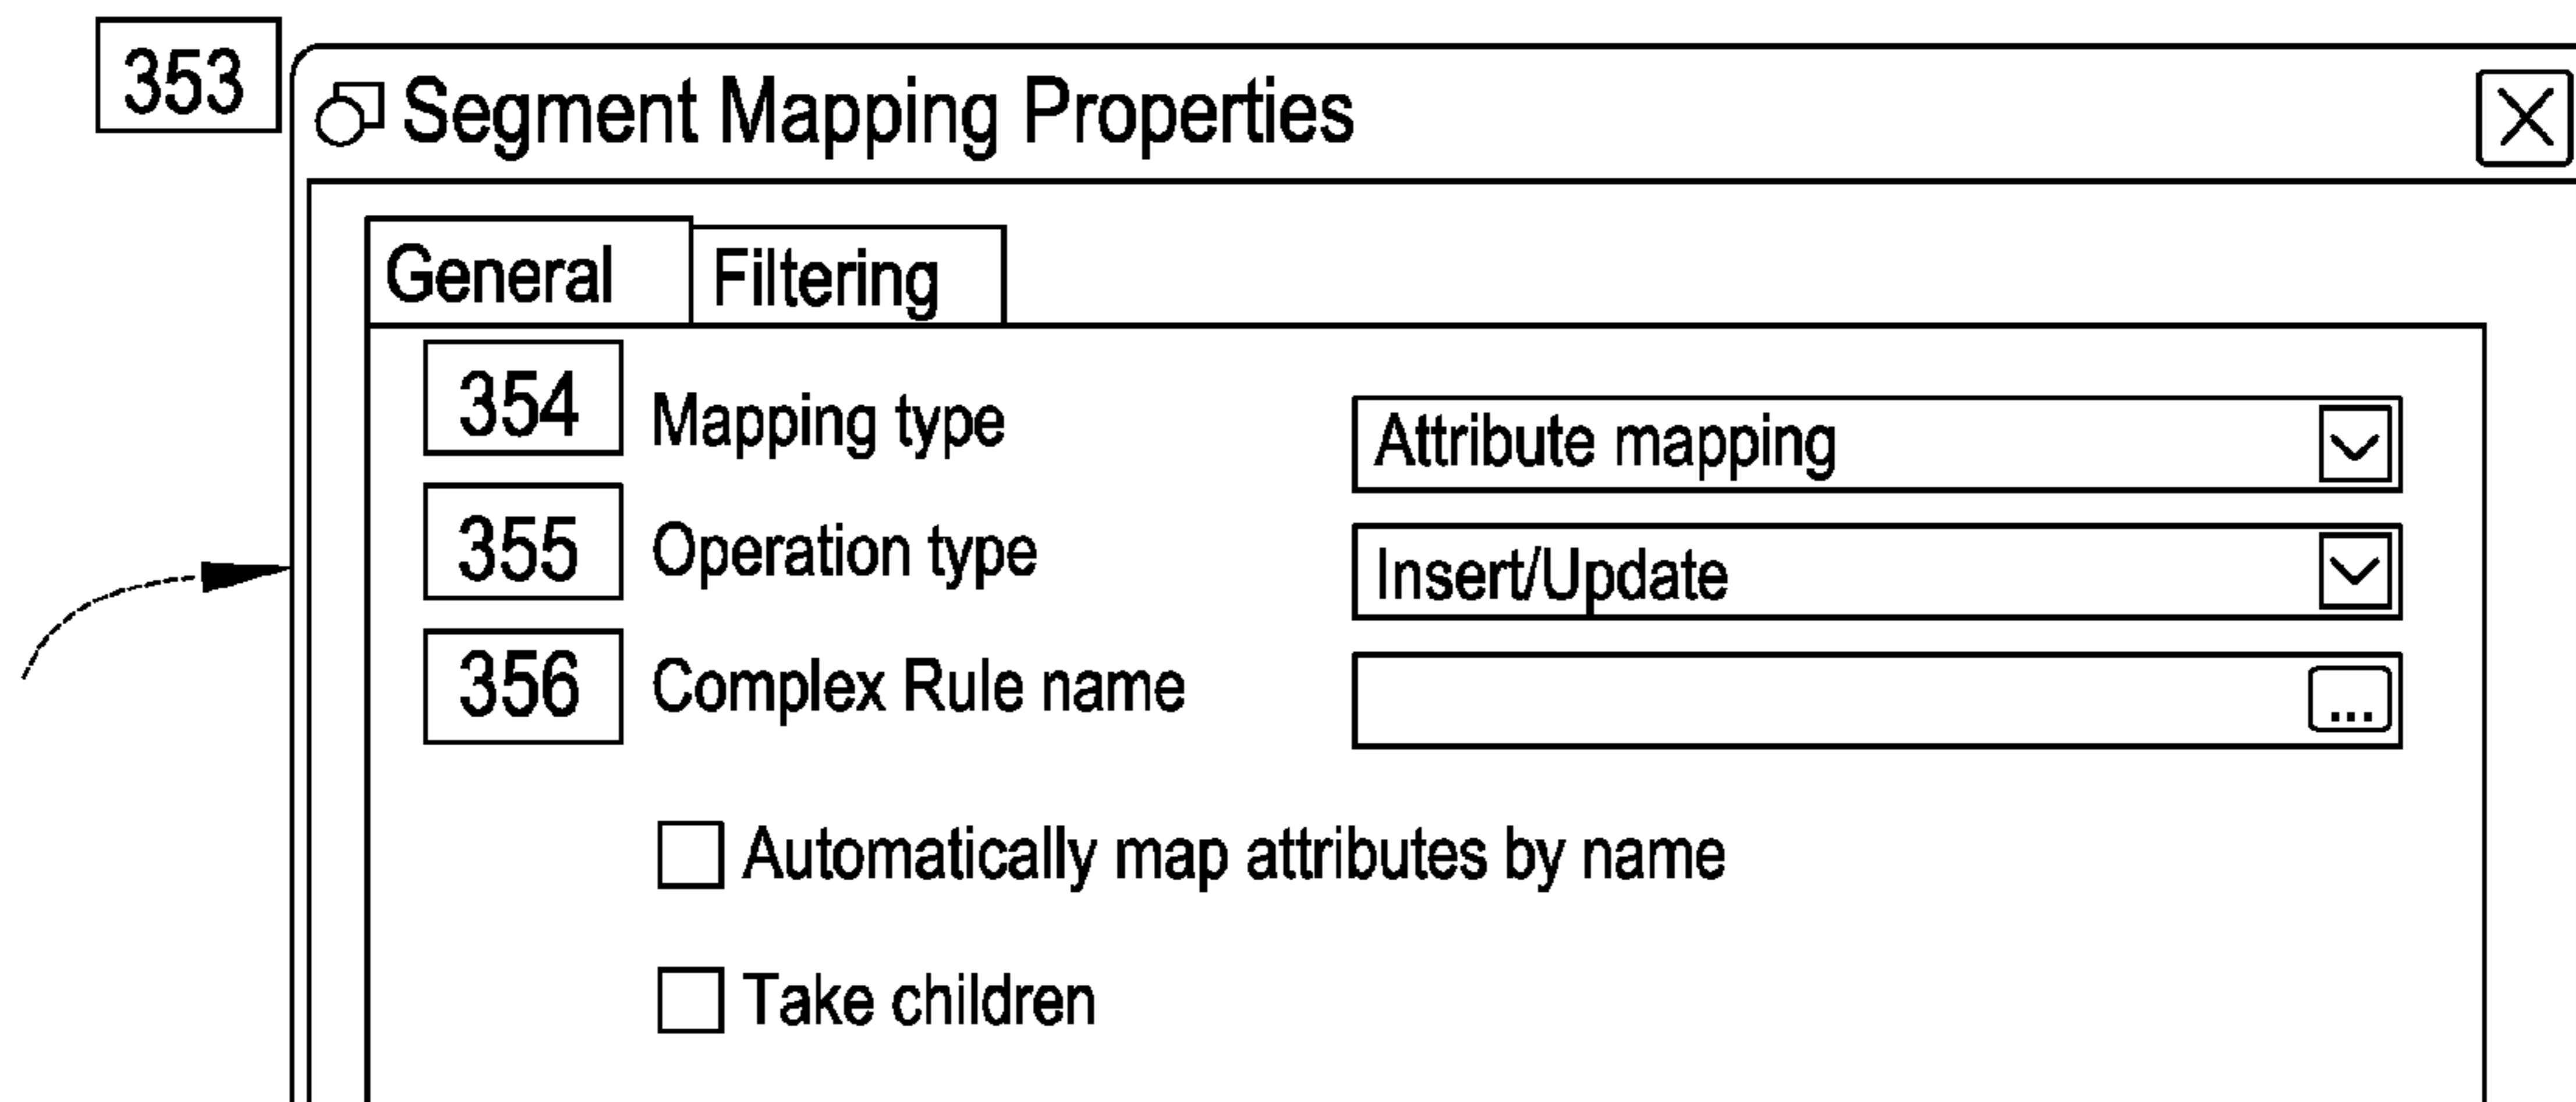 353 Segment Mapping Properties
General Filtering
354 Mapping type Attribute mapping
355 Operation type Insert/Update
356 Complex Rule name ...
Automatically map attributes by name
Take children